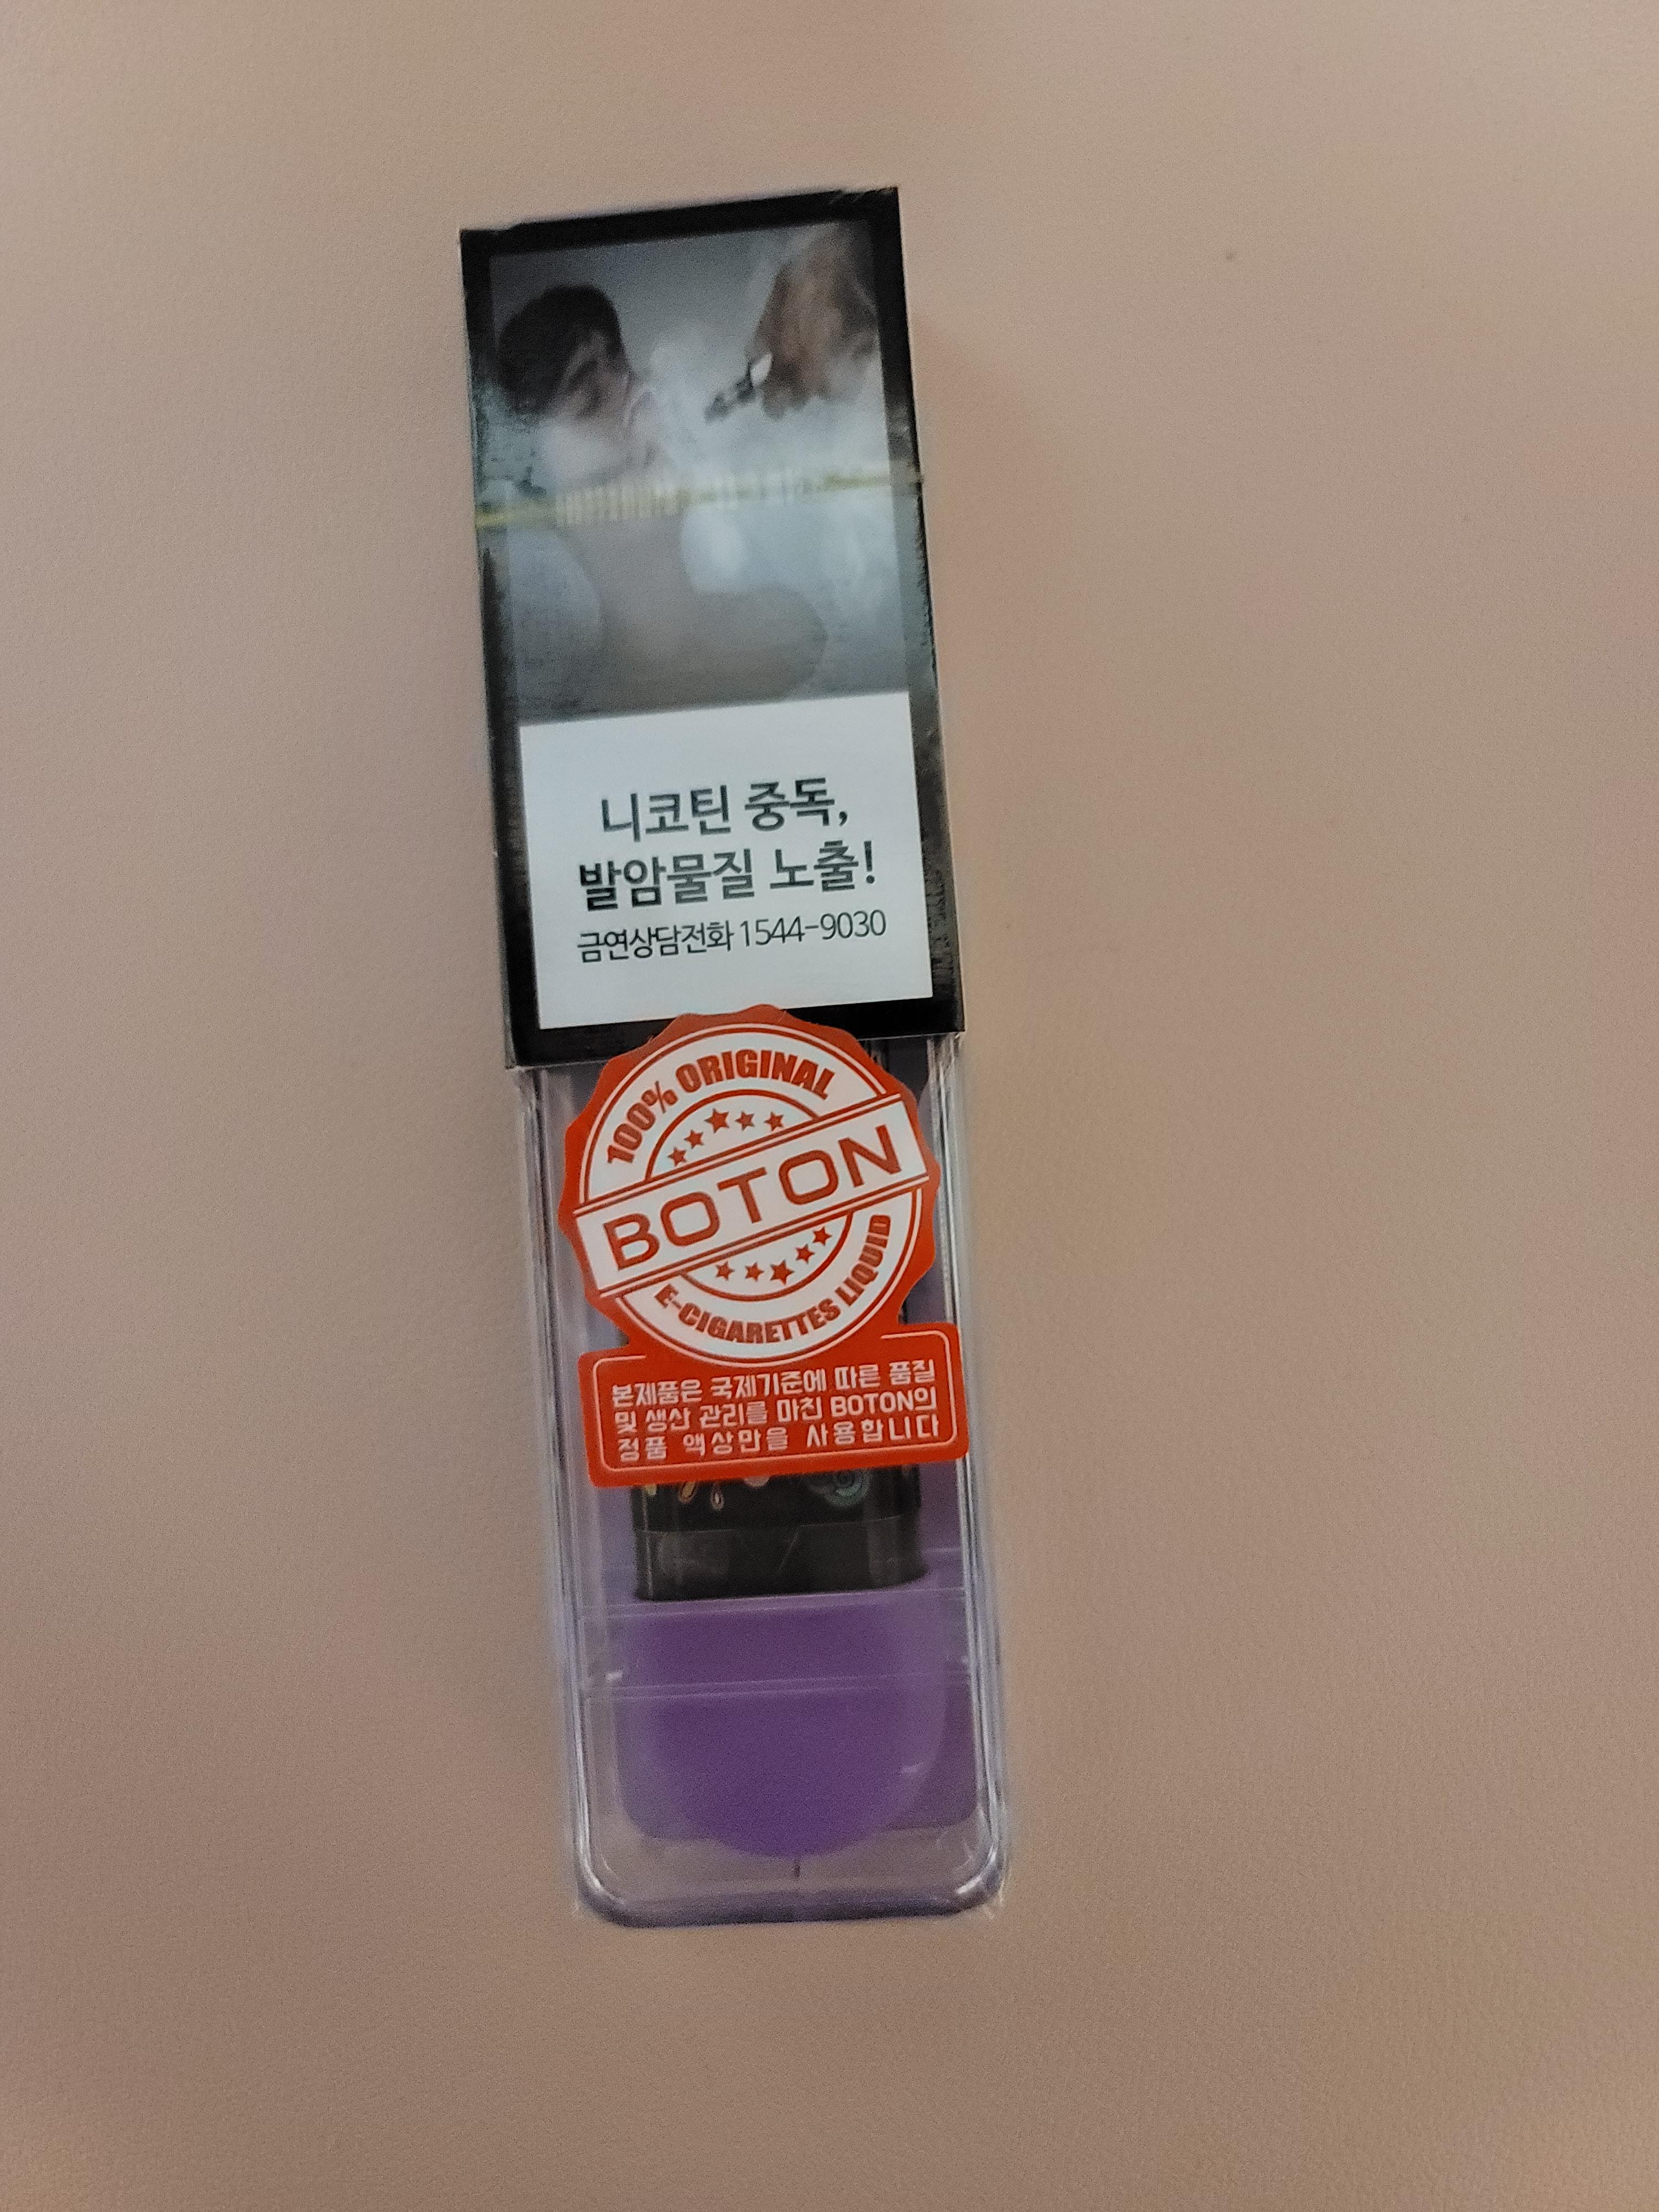 니코틴 중독,
발암물질 노출!
금연상담전화 1544-9030
100% ORIGINAL
BOTON
E-CIGARETTES LIQUID
본제품은 국제기준에 따른 품질
및 생산 관리를 마친 BOTON의
정품 액상만을 사용합니다